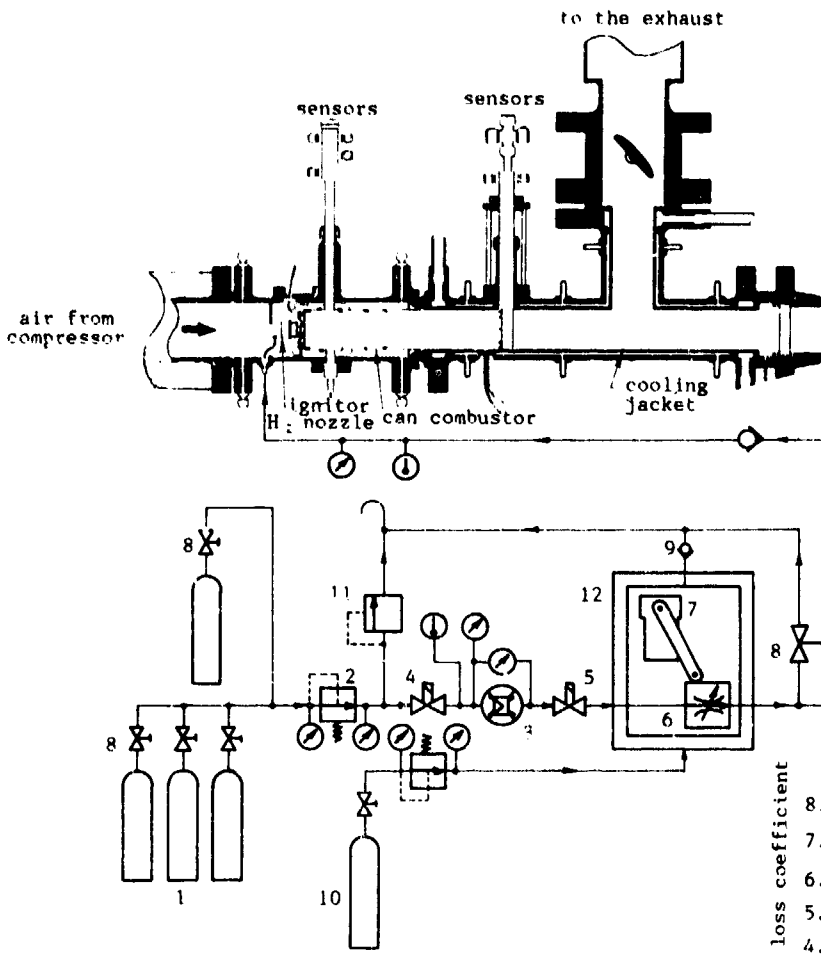 to the exhaust
sensors
sensors
air from
compressor
ignitor
H2 nozzle
can combustor
cooling
jacket
8
11
9
12
7
2
4
5
8
8
3
6
1
10
loss coefficient
8.
7.
6.
5.
4.